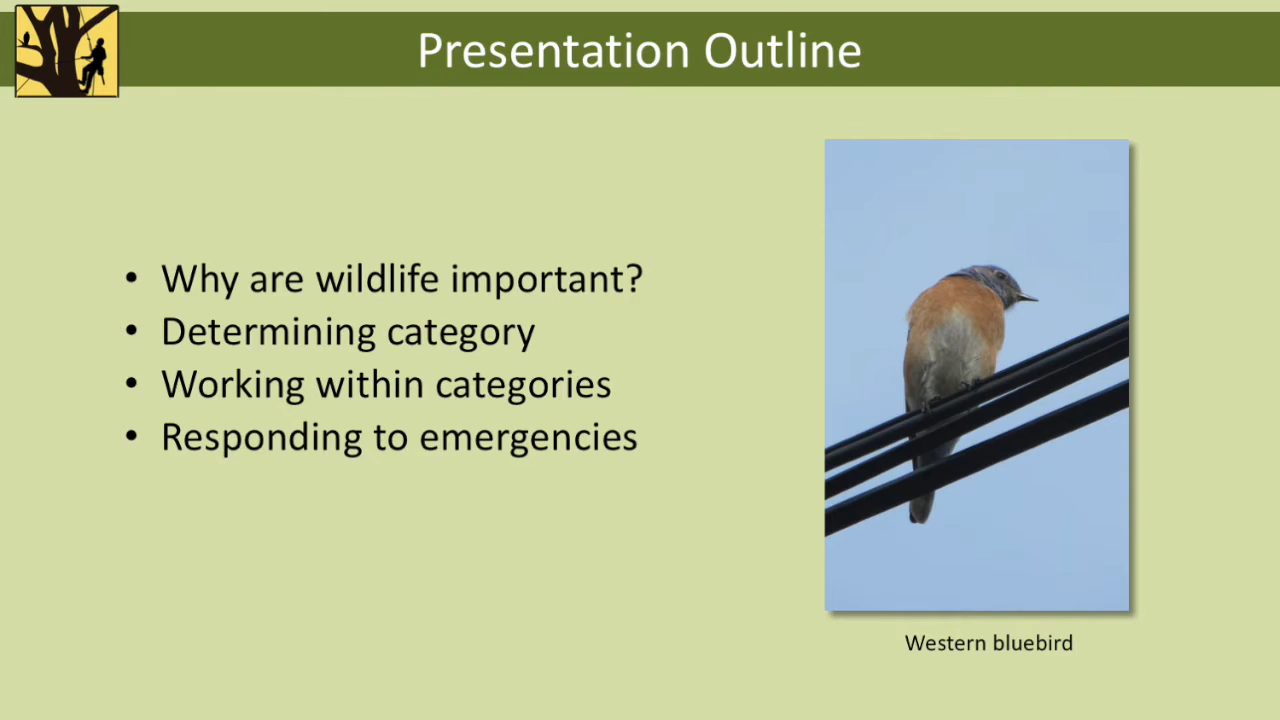 Presentation Outline
• Why are wildlife important?
• Determining category
• Working within categories
• Responding to emergencies
Western bluebird